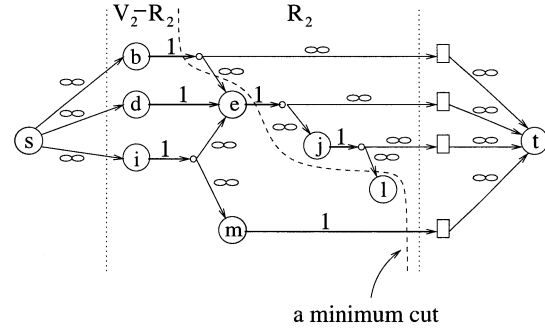 V₂-R₂ R₂
b 1 ∞
∞ ∞ ∞
d 1 e 1 ∞ ∞
s ∞ ∞ t
∞ i 1 ∞ j 1 ∞ ∞
∞ l ∞
m 1
a minimum cut